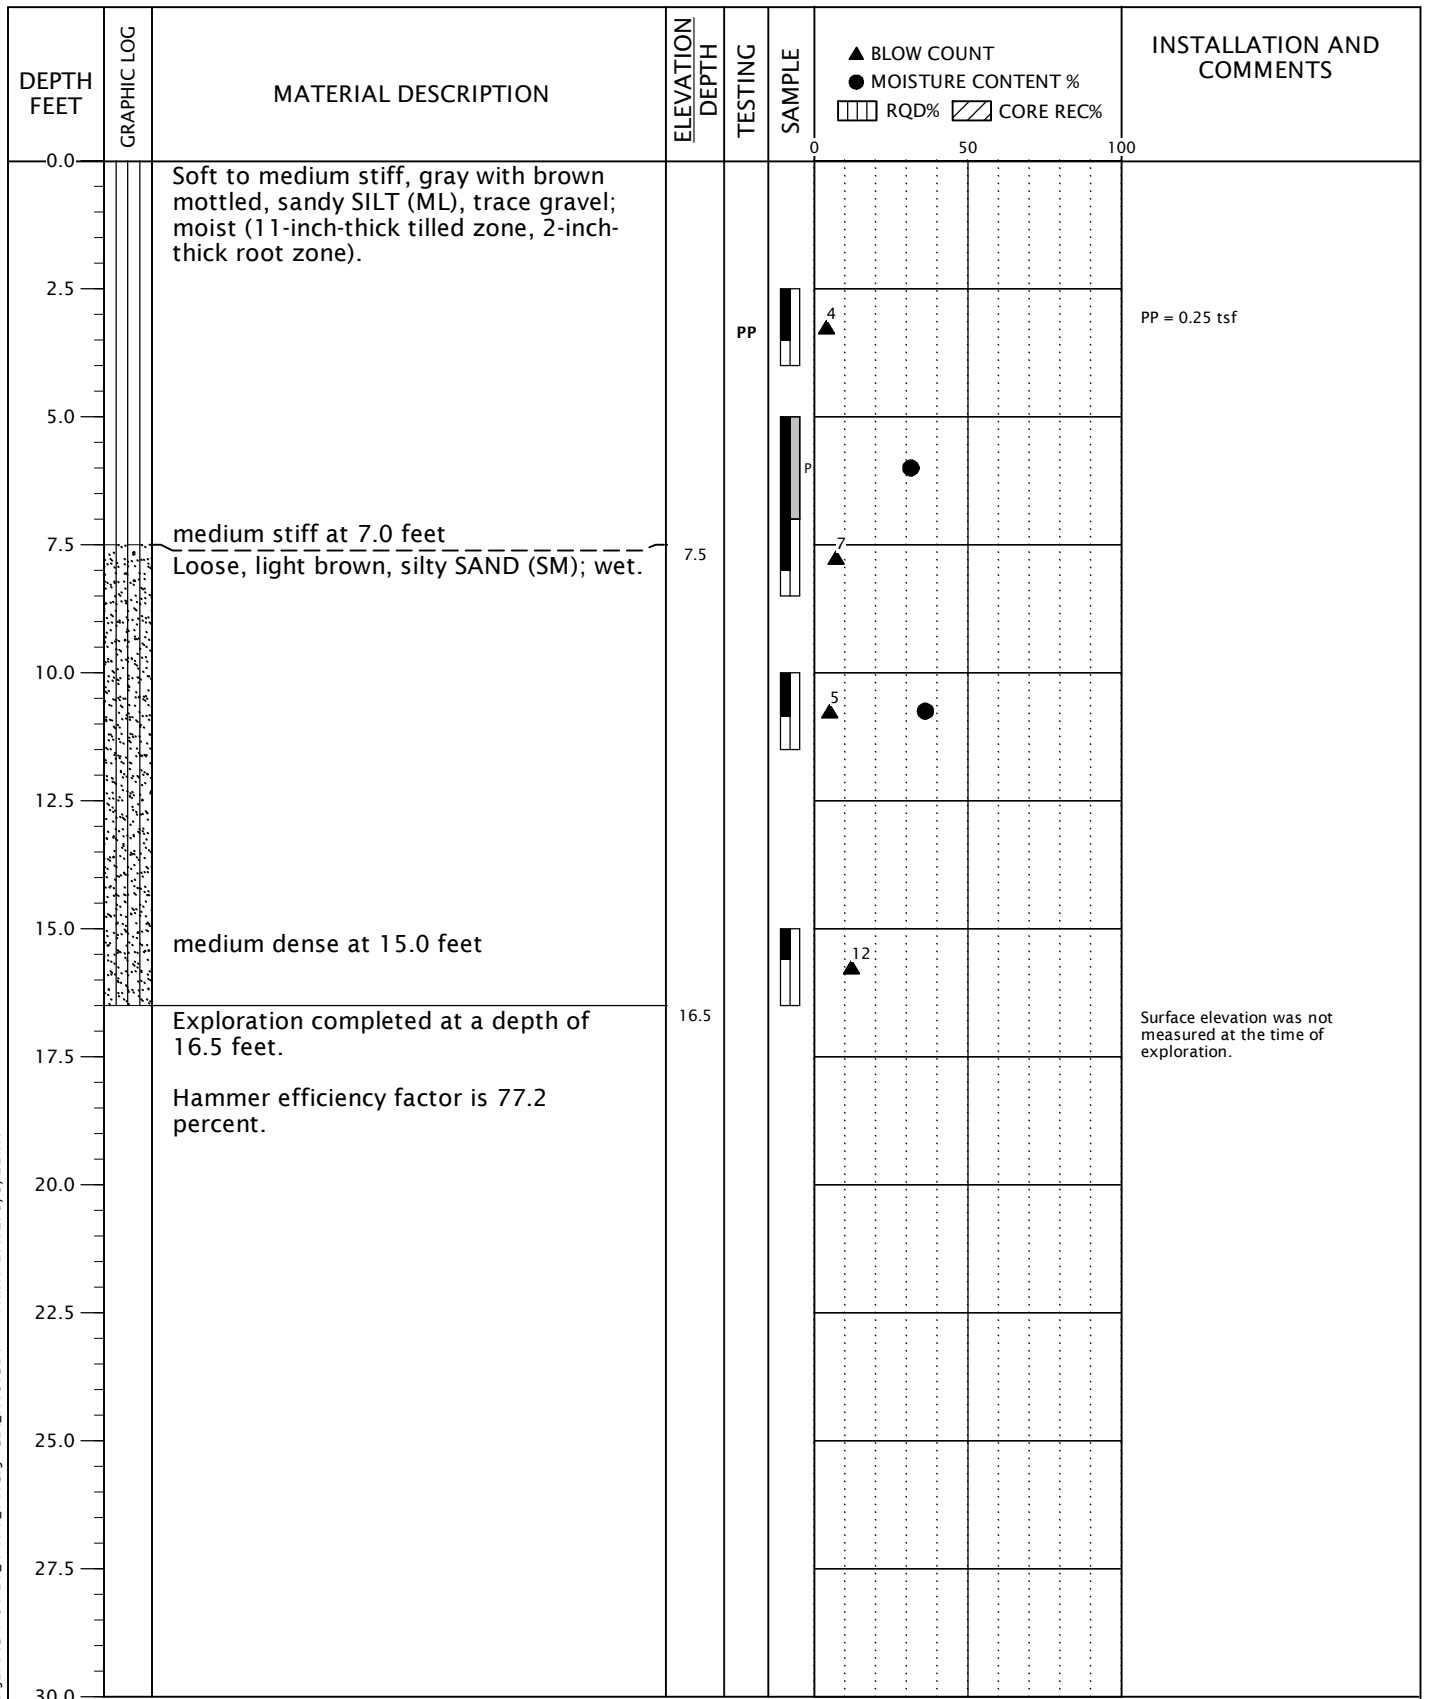 DEPTH
FEET
GRAPHIC LOG
MATERIAL DESCRIPTION
ELEVATION
DEPTH
TESTING
SAMPLE
▲ BLOW COUNT
● MOISTURE CONTENT %
RQD% CORE REC%
INSTALLATION AND
COMMENTS
0 50 100
0.0
Soft to medium stiff, gray with brown
mottled, sandy SILT (ML), trace gravel;
moist (11-inch-thick tilled zone, 2-inch-
thick root zone).
2.5
4
PP
PP = 0.25 tsf
5.0
P
medium stiff at 7.0 feet
7.5
7.5
7
Loose, light brown, silty SAND (SM); wet.
10.0
5
12.5
15.0
medium dense at 15.0 feet
12
16.5
Exploration completed at a depth of
16.5 feet.
Surface elevation was not
measured at the time of
exploration.
17.5
Hammer efficiency factor is 77.2
percent.
20.0
22.5
25.0
27.5
30.0